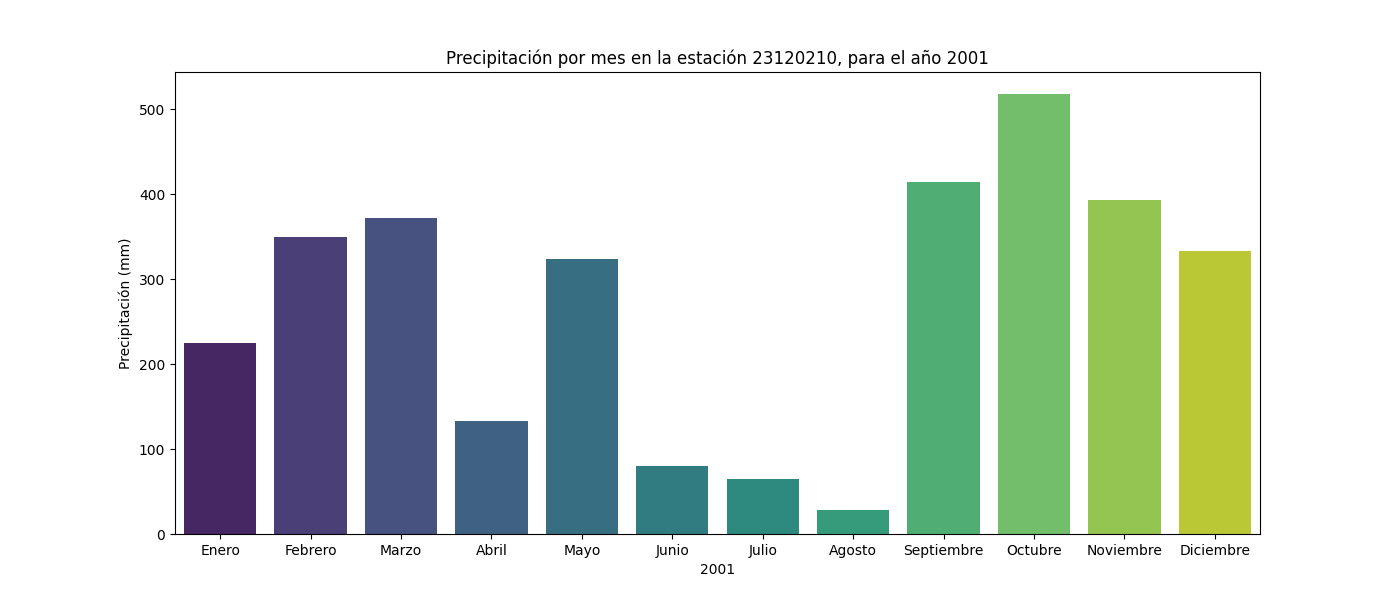 Precipitación por mes en la estación 23120210, para el año 2001
Precipitación (mm)
500
400
300
200
100
0
Enero Febrero Marzo Abril Mayo Junio Julio Agosto Septiembre Octubre Noviembre Diciembre
2001